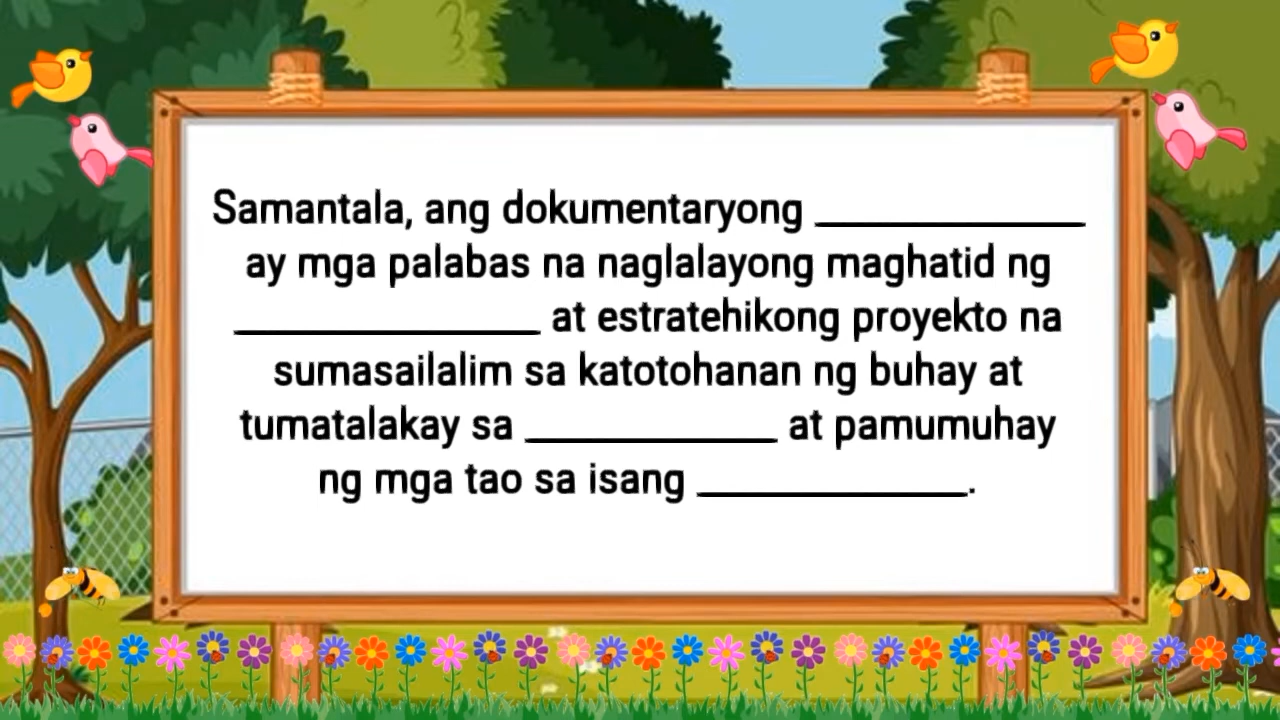 Samantala, ang dokumentaryong ____________
ay mga palabas na naglalayong maghatid ng
______________ at estratehikong proyekto na
sumasailalim sa katotohanan ng buhay at
tumatalakay sa ___________ at pamumuhay
ng mga tao sa isang ____________.